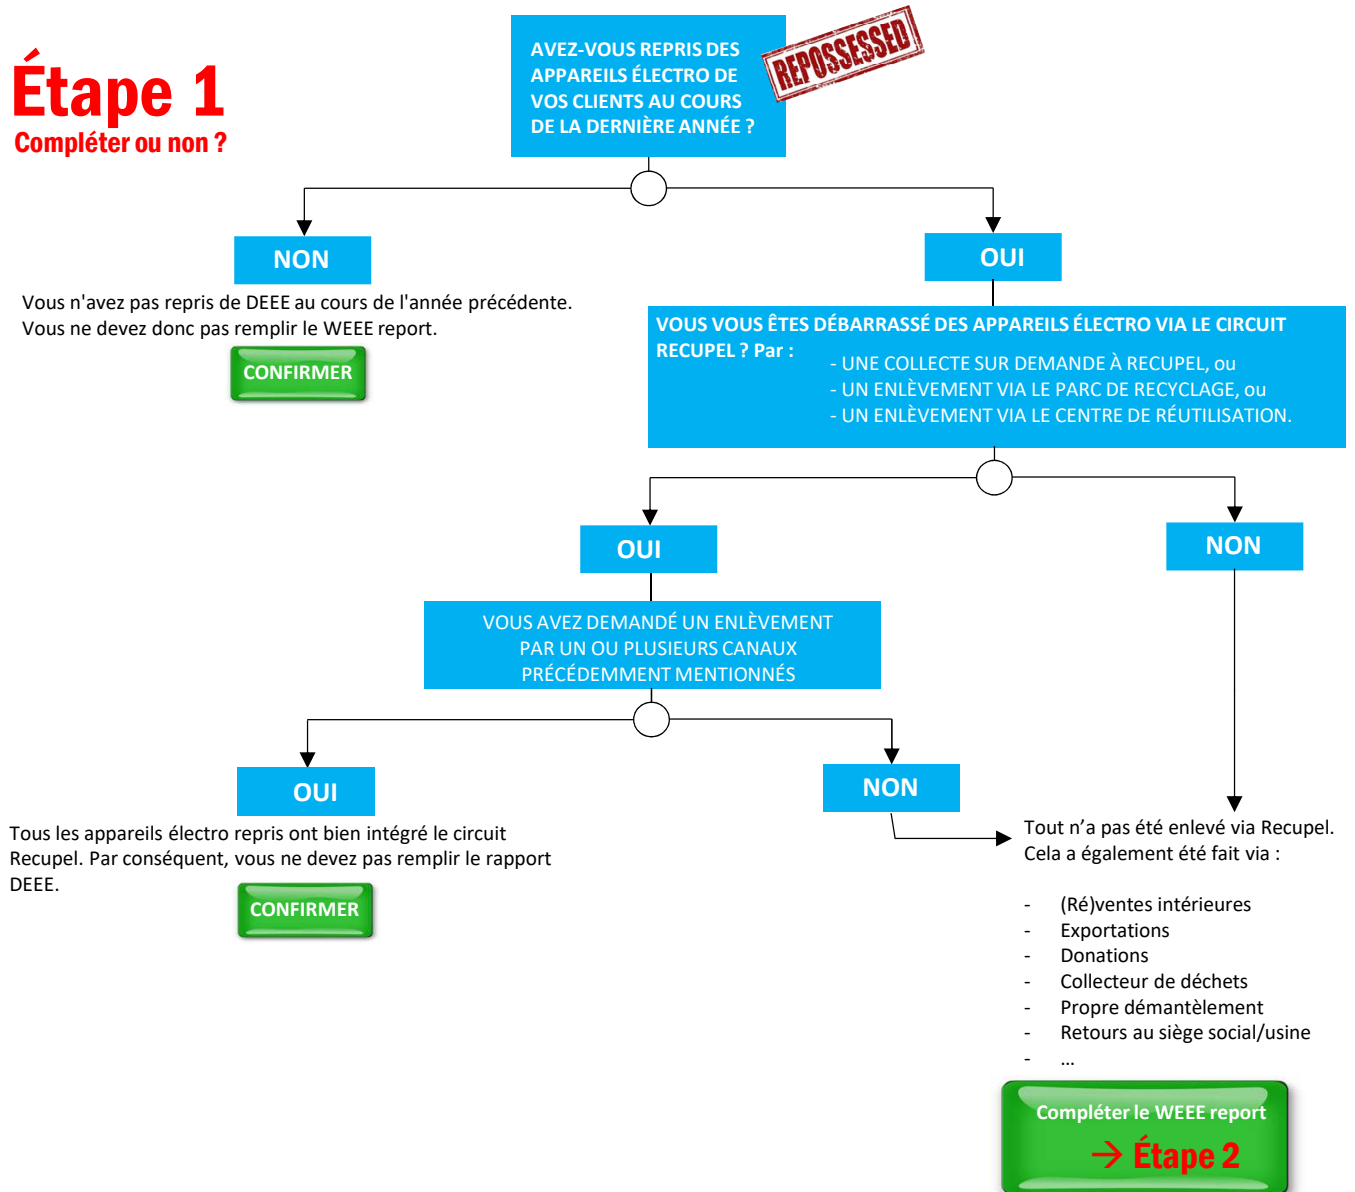 Étape 1
Compléter ou non ?
AVEZ-VOUS REPRIS DES
APPAREILS ÉLECTRO DE
VOS CLIENTS AU COURS
DE LA DERNIÈRE ANNÉE ?
REPOSSESSED
NON
OUI
Vous n'avez pas repris de DEEE au cours de l'année précédente.
Vous ne devez donc pas remplir le WEEE report.
CONFIRMER
VOUS VOUS ÊTES DÉBARRASSÉ DES APPAREILS ÉLECTRO VIA LE CIRCUIT
RECUPEL ? Par :
- UNE COLLECTE SUR DEMANDE À RECUPEL, ou
- UN ENLÈVEMENT VIA LE PARC DE RECYCLAGE, ou
- UN ENLÈVEMENT VIA LE CENTRE DE RÉUTILISATION.
OUI
NON
VOUS AVEZ DEMANDÉ UN ENLÈVEMENT
PAR UN OU PLUSIEURS CANAUX
PRÉCÉDEMMENT MENTIONNÉS
OUI
NON
Tous les appareils électro repris ont bien intégré le circuit
Recupel. Par conséquent, vous ne devez pas remplir le rapport
DEEE.
CONFIRMER
Tout n’a pas été enlevé via Recupel.
Cela a également été fait via :
- (Ré)ventes intérieures
- Exportations
- Donations
- Collecteur de déchets
- Propre démantèlement
- Retours au siège social/usine
- …
Compléter le WEEE report
→ Étape 2